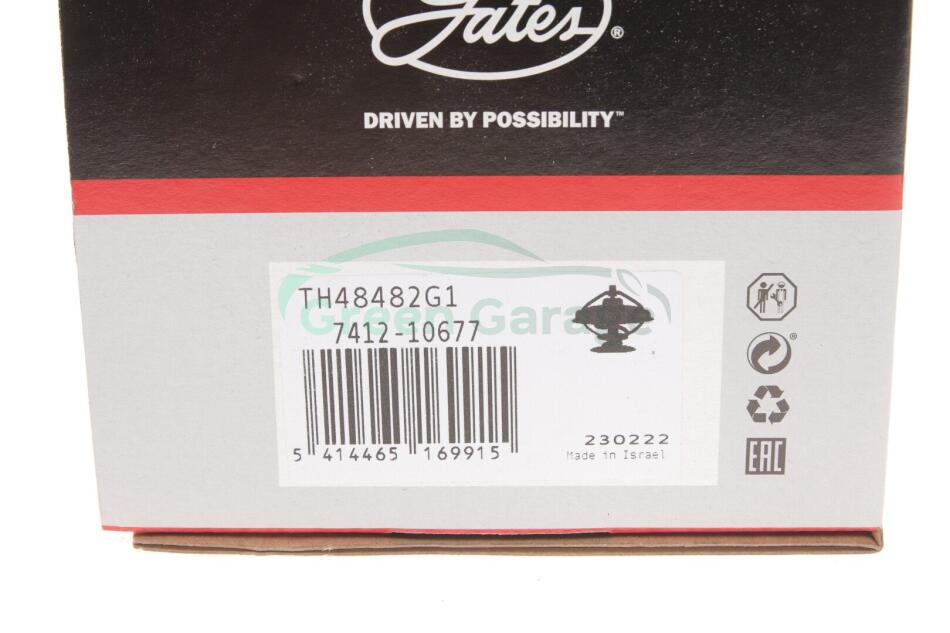 Gates®
DRIVEN BY POSSIBILITY™
TH48482G1
Green Garage
7412-10677
5 414465 169915
230222
Made in Israel
®
EAC